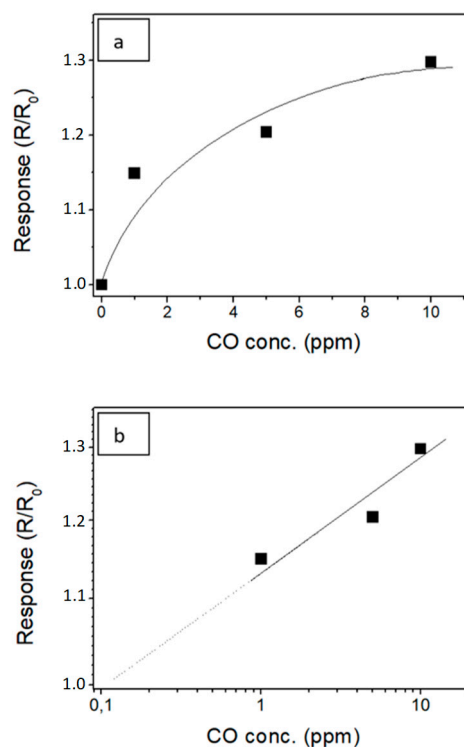 a
1.3
1.2
1.1
1.0
Response (R/R0)
0 2 4 6 8 10
CO conc. (ppm)
b
1.3
1.2
1.1
1.0
Response (R/R0)
0,1 1 10
CO conc. (ppm)